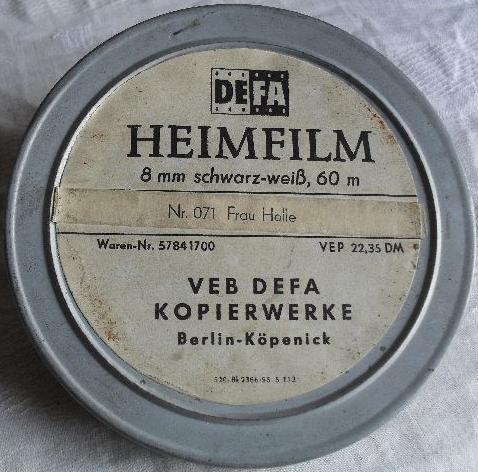 DEFA
HEIMFILM
8 mm schwarz-weiß, 60 m
Nr. 071 Frau Holle
Waren-Nr. 57841700 VEP 22,35 DM
VEB DEFA
KOPIERWERKE
Berlin-Köpenick